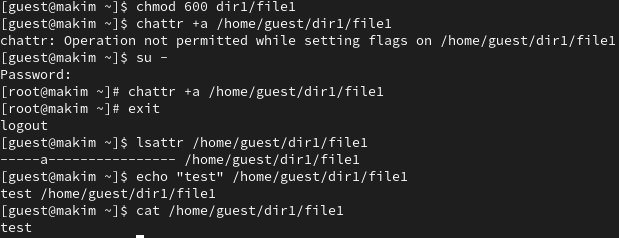 [guest@makim ~]$ chmod 600 dir1/file1
[guest@makim ~]$ chattr +a /home/guest/dir1/file1
chattr: Operation not permitted while setting flags on /home/guest/dir1/file1
[guest@makim ~]$ su -
Password:
[root@makim ~]# chattr +a /home/guest/dir1/file1
[root@makim ~]# exit
logout
[guest@makim ~]$ lsattr /home/guest/dir1/file1
-----a---------------- /home/guest/dir1/file1
[guest@makim ~]$ echo "test" /home/guest/dir1/file1
test /home/guest/dir1/file1
[guest@makim ~]$ cat /home/guest/dir1/file1
test